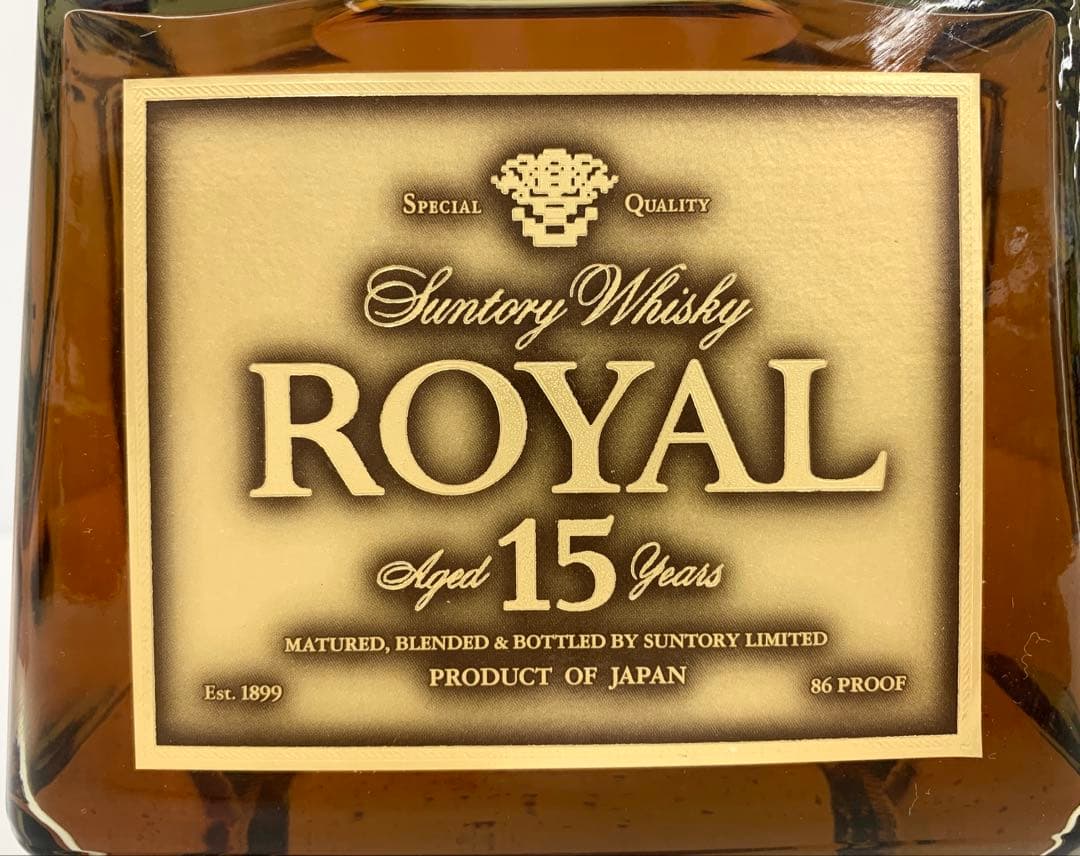 SPECIAL QUALITY
Suntory Whisky
ROYAL
Aged 15 Years
MATURED, BLENDED & BOTTLED BY SUNTORY LIMITED
PRODUCT OF JAPAN
Est. 1899
86 PROOF